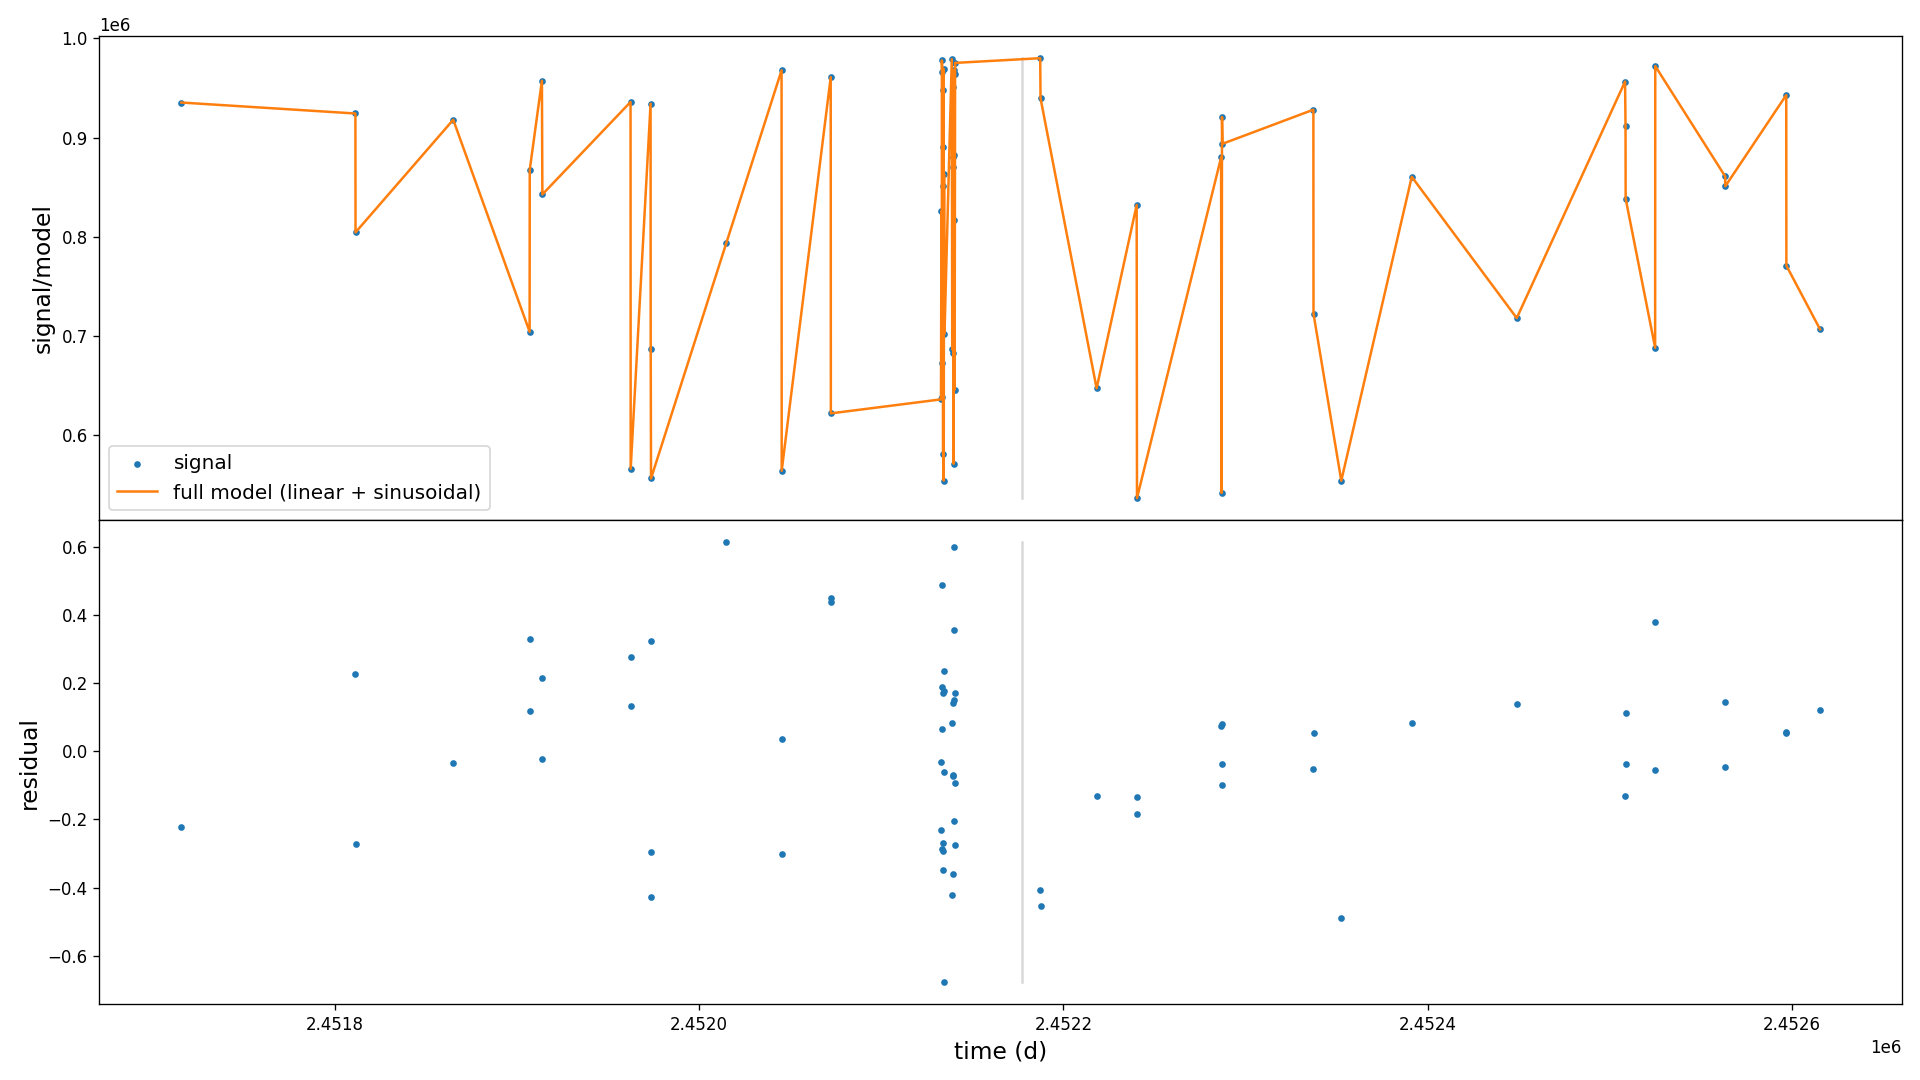 1e6
1.0
0.9
0.8
0.7
0.6
signal/model
signal
full model (linear + sinusoidal)
0.6
0.4
0.2
0.0
−0.2
−0.4
−0.6
residual
2.4518 2.4520 2.4522 2.4524 2.4526
1e6
time (d)